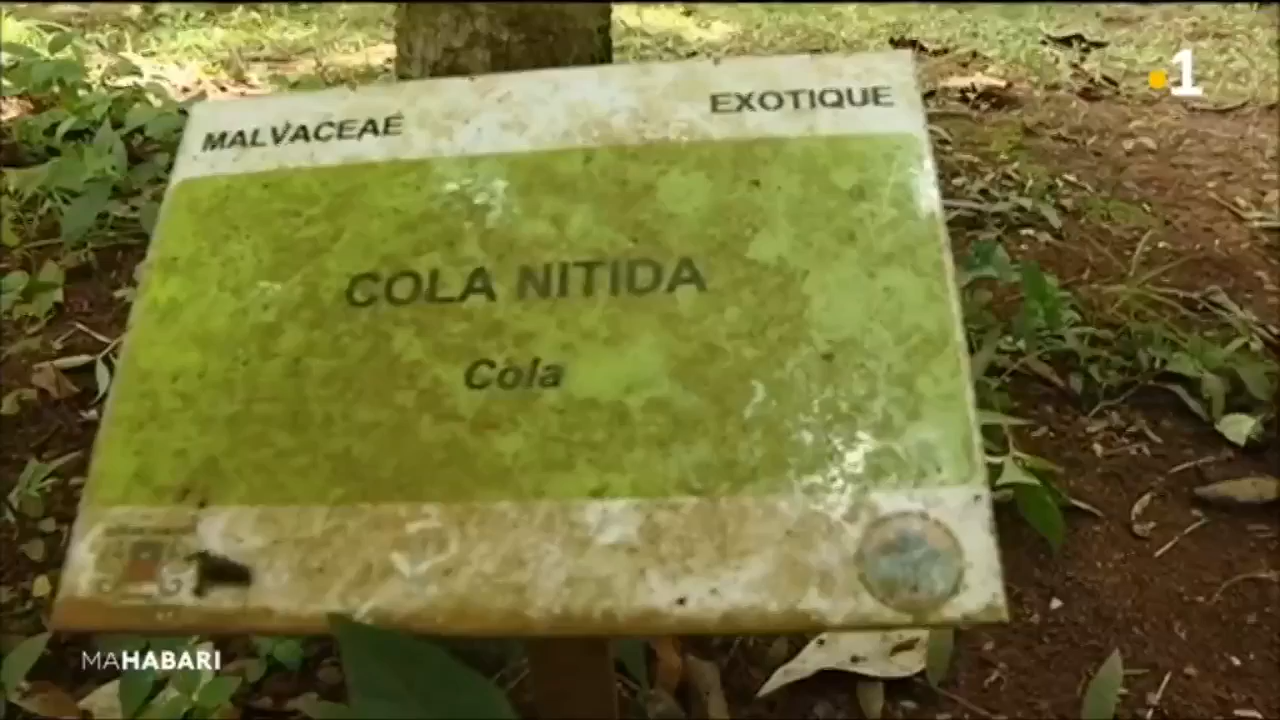 1
MALVACEAE
EXOTIQUE
COLA NITIDA
Cola
MAHABARI